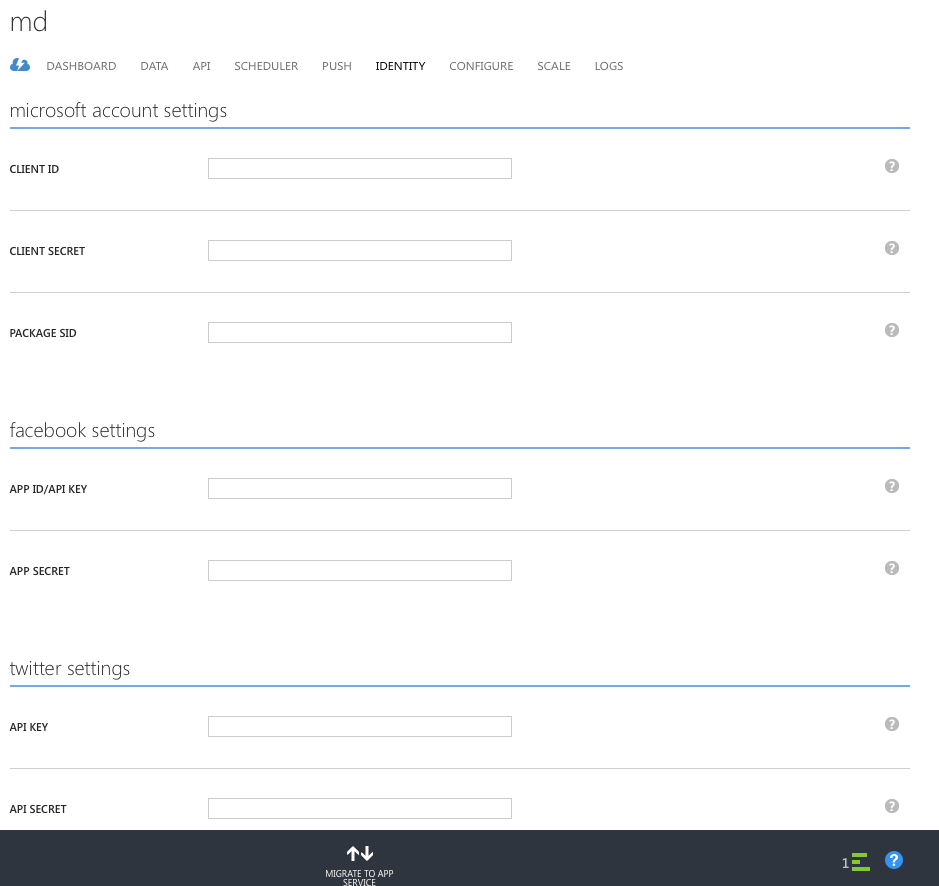 md
DASHBOARD DATA API SCHEDULER PUSH IDENTITY CONFIGURE SCALE LOGS
microsoft account settings
CLIENT ID ?
CLIENT SECRET ?
PACKAGE SID ?
facebook settings
APP ID/API KEY ?
APP SECRET ?
twitter settings
API KEY ?
API SECRET ?
MIGRATE TO APP
SERVICE
1 ?